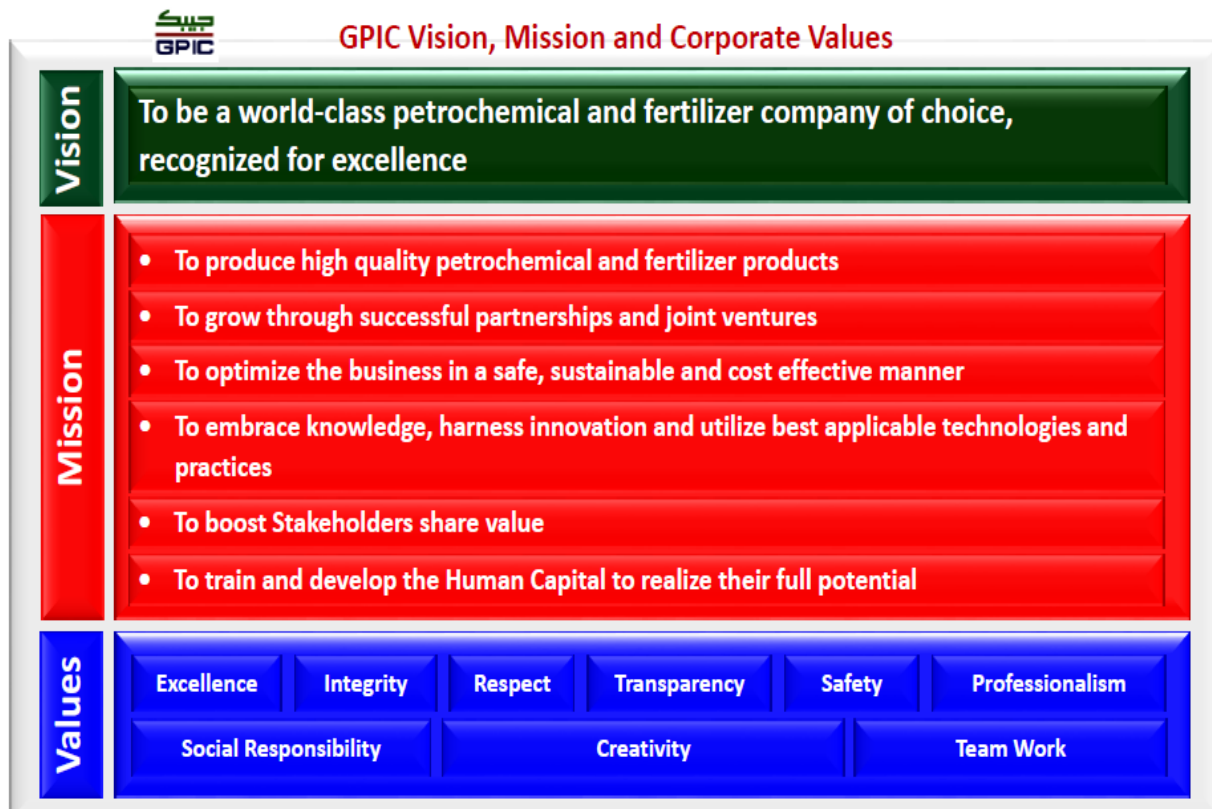 جيبك
GPIC
GPIC Vision, Mission and Corporate Values
Vision
To be a world-class petrochemical and fertilizer company of choice,
recognized for excellence
Mission
• To produce high quality petrochemical and fertilizer products
• To grow through successful partnerships and joint ventures
• To optimize the business in a safe, sustainable and cost effective manner
• To embrace knowledge, harness innovation and utilize best applicable technologies and
practices
• To boost Stakeholders share value
• To train and develop the Human Capital to realize their full potential
Values
Excellence Integrity Respect Transparency Safety Professionalism
Social Responsibility Creativity Team Work